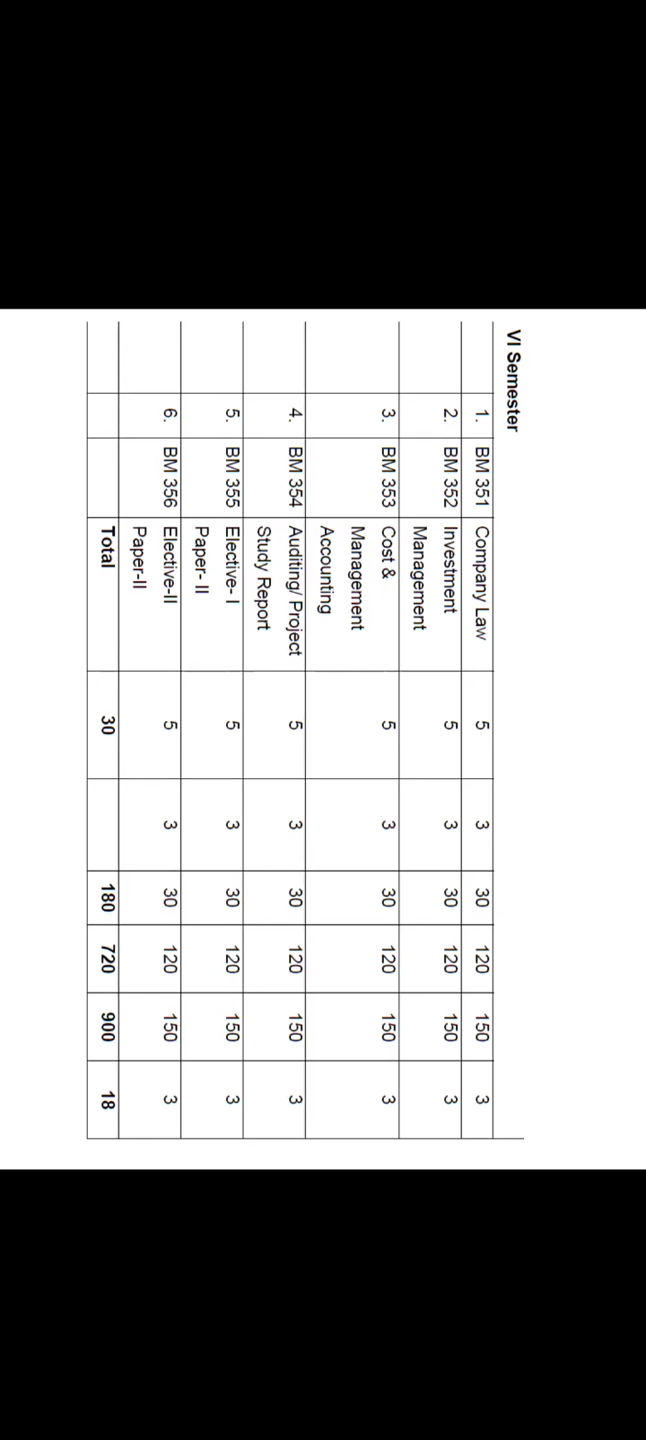 VI Semester
1. BM 351 Company Law 5 3 30 120 150 3
2. BM 352 Investment 5 3 30 120 150 3
Management
3. BM 353 Cost & 5 3 30 120 150 3
Management
Accounting
4. BM 354 Auditing/ Project 5 3 30 120 150 3
Study Report
5. BM 355 Elective- I 5 3 30 120 150 3
Paper- II
6. BM 356 Elective-II 5 3 30 120 150 3
Paper-II
Total 30 180 720 900 18